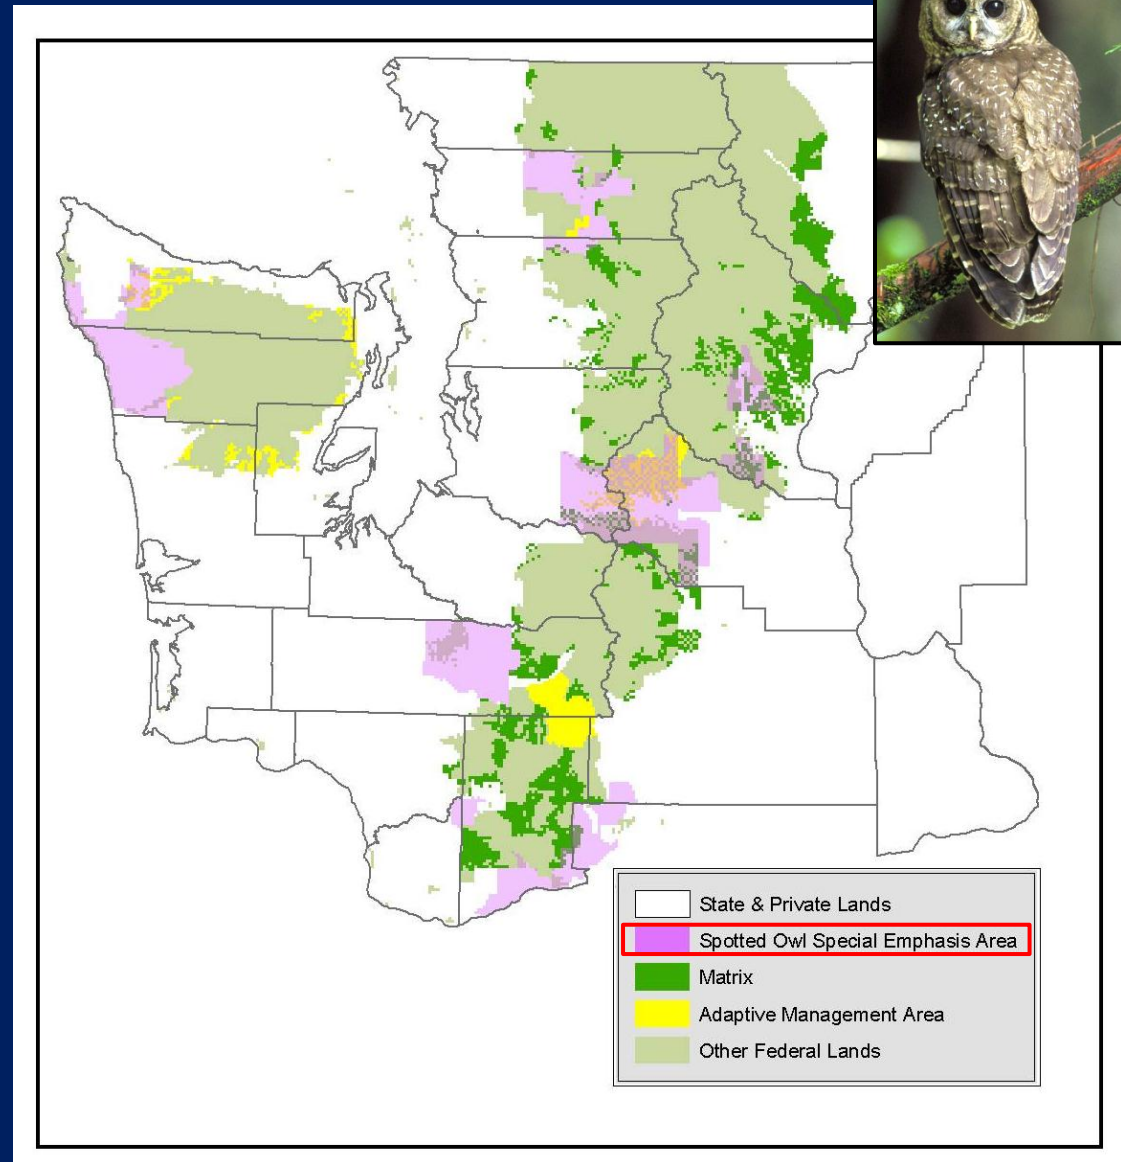 State & Private Lands
Spotted Owl Special Emphasis Area
Matrix
Adaptive Management Area
Other Federal Lands